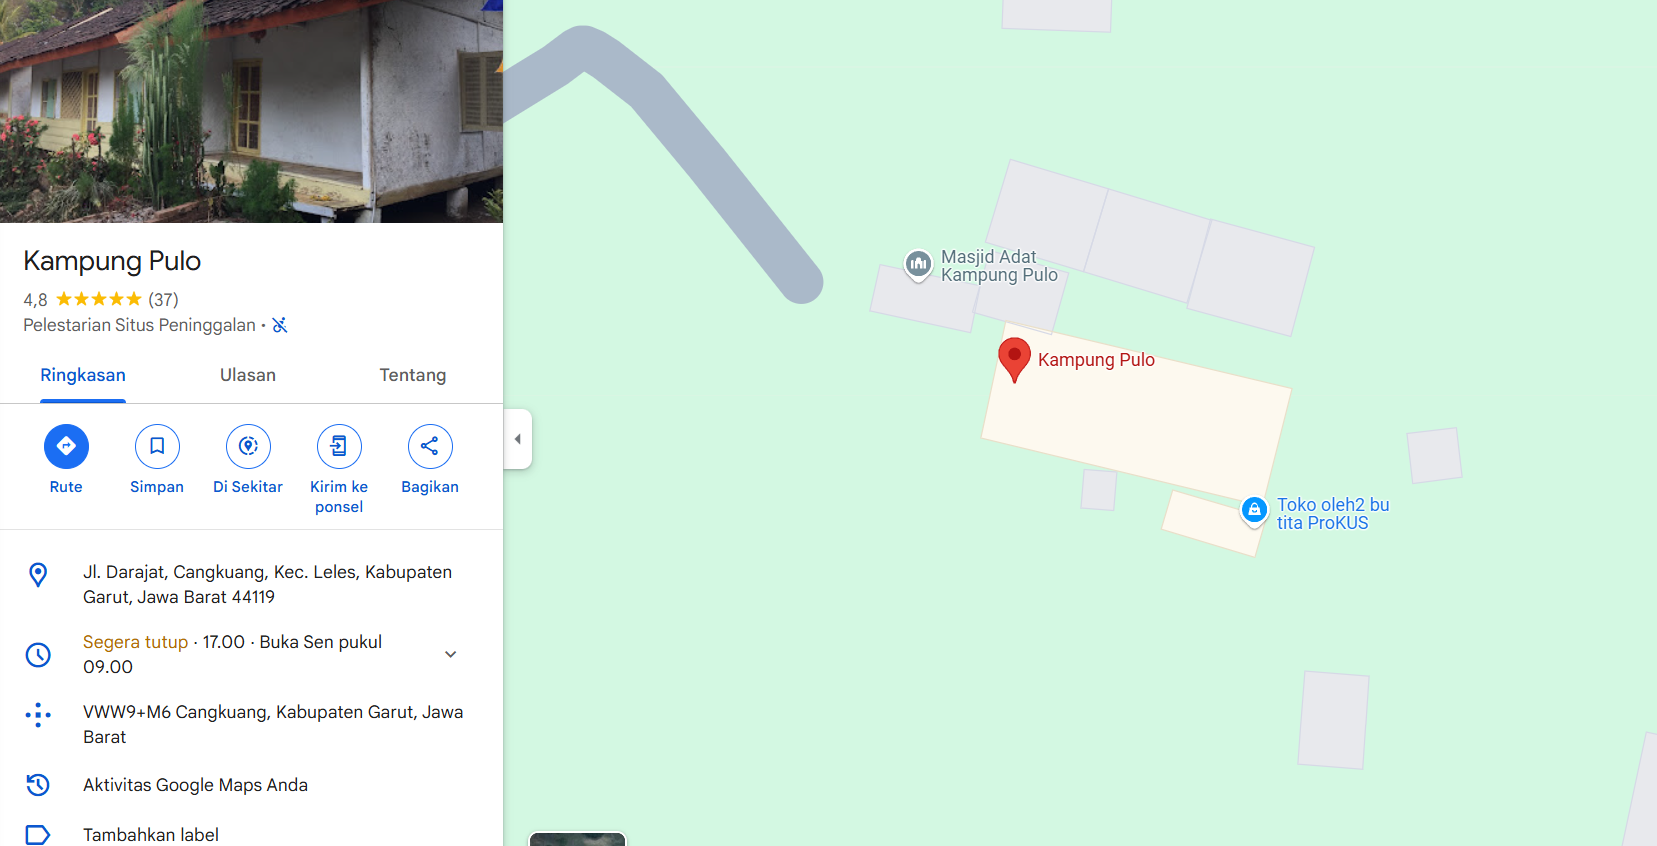 Kampung Pulo
4,8 ★★★★★ (37)
Pelestarian Situs Peninggalan ·
Ringkasan
Ulasan
Tentang
Rute
Simpan
Di Sekitar
Kirim ke
ponsel
Bagikan
Jl. Darajat, Cangkuang, Kec. Leles, Kabupaten
Garut, Jawa Barat 44119
Segera tutup · 17.00 · Buka Sen pukul
09.00
VWW9+M6 Cangkuang, Kabupaten Garut, Jawa
Barat
Aktivitas Google Maps Anda
Tambahkan label
Masjid Adat
Kampung Pulo
Kampung Pulo
Toko oleh2 bu
tita ProKUS